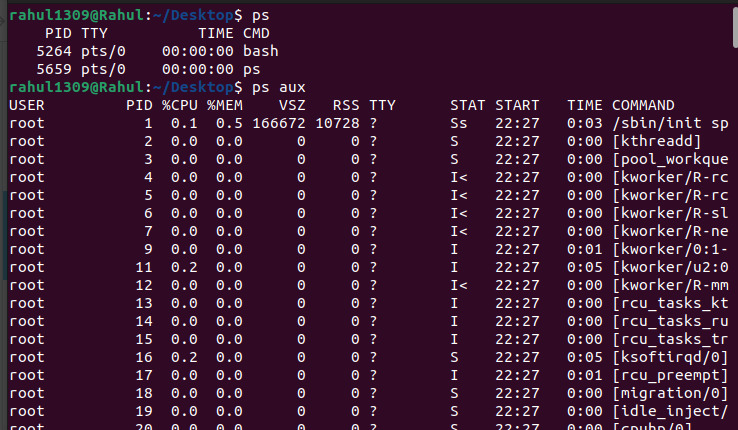 rahul1309@Rahul:~/Desktop$ ps
    PID TTY          TIME CMD
   5264 pts/0    00:00:00 bash
   5659 pts/0    00:00:00 ps
rahul1309@Rahul:~/Desktop$ ps aux
USER         PID %CPU %MEM    VSZ   RSS TTY      STAT START   TIME COMMAND
root           1  0.1  0.5 166672 10728 ?        Ss   22:27   0:03 /sbin/init sp
root           2  0.0  0.0      0     0 ?        S    22:27   0:00 [kthreadd]
root           3  0.0  0.0      0     0 ?        S    22:27   0:00 [pool_workque
root           4  0.0  0.0      0     0 ?        I<   22:27   0:00 [kworker/R-rc
root           5  0.0  0.0      0     0 ?        I<   22:27   0:00 [kworker/R-rc
root           6  0.0  0.0      0     0 ?        I<   22:27   0:00 [kworker/R-sl
root           7  0.0  0.0      0     0 ?        I<   22:27   0:00 [kworker/R-ne
root           9  0.0  0.0      0     0 ?        I    22:27   0:01 [kworker/0:1-
root          11  0.2  0.0      0     0 ?        I    22:27   0:05 [kworker/u2:0
root          12  0.0  0.0      0     0 ?        I<   22:27   0:00 [kworker/R-mm
root          13  0.0  0.0      0     0 ?        I    22:27   0:00 [rcu_tasks_kt
root          14  0.0  0.0      0     0 ?        I    22:27   0:00 [rcu_tasks_ru
root          15  0.0  0.0      0     0 ?        I    22:27   0:00 [rcu_tasks_tr
root          16  0.2  0.0      0     0 ?        S    22:27   0:05 [ksoftirqd/0]
root          17  0.0  0.0      0     0 ?        I    22:27   0:01 [rcu_preempt]
root          18  0.0  0.0      0     0 ?        S    22:27   0:00 [migration/0]
root          19  0.0  0.0      0     0 ?        S    22:27   0:00 [idle_inject/
root          20  0.0  0.0      0     0 ?        S    22:27   0:00 [cpuhp/0]